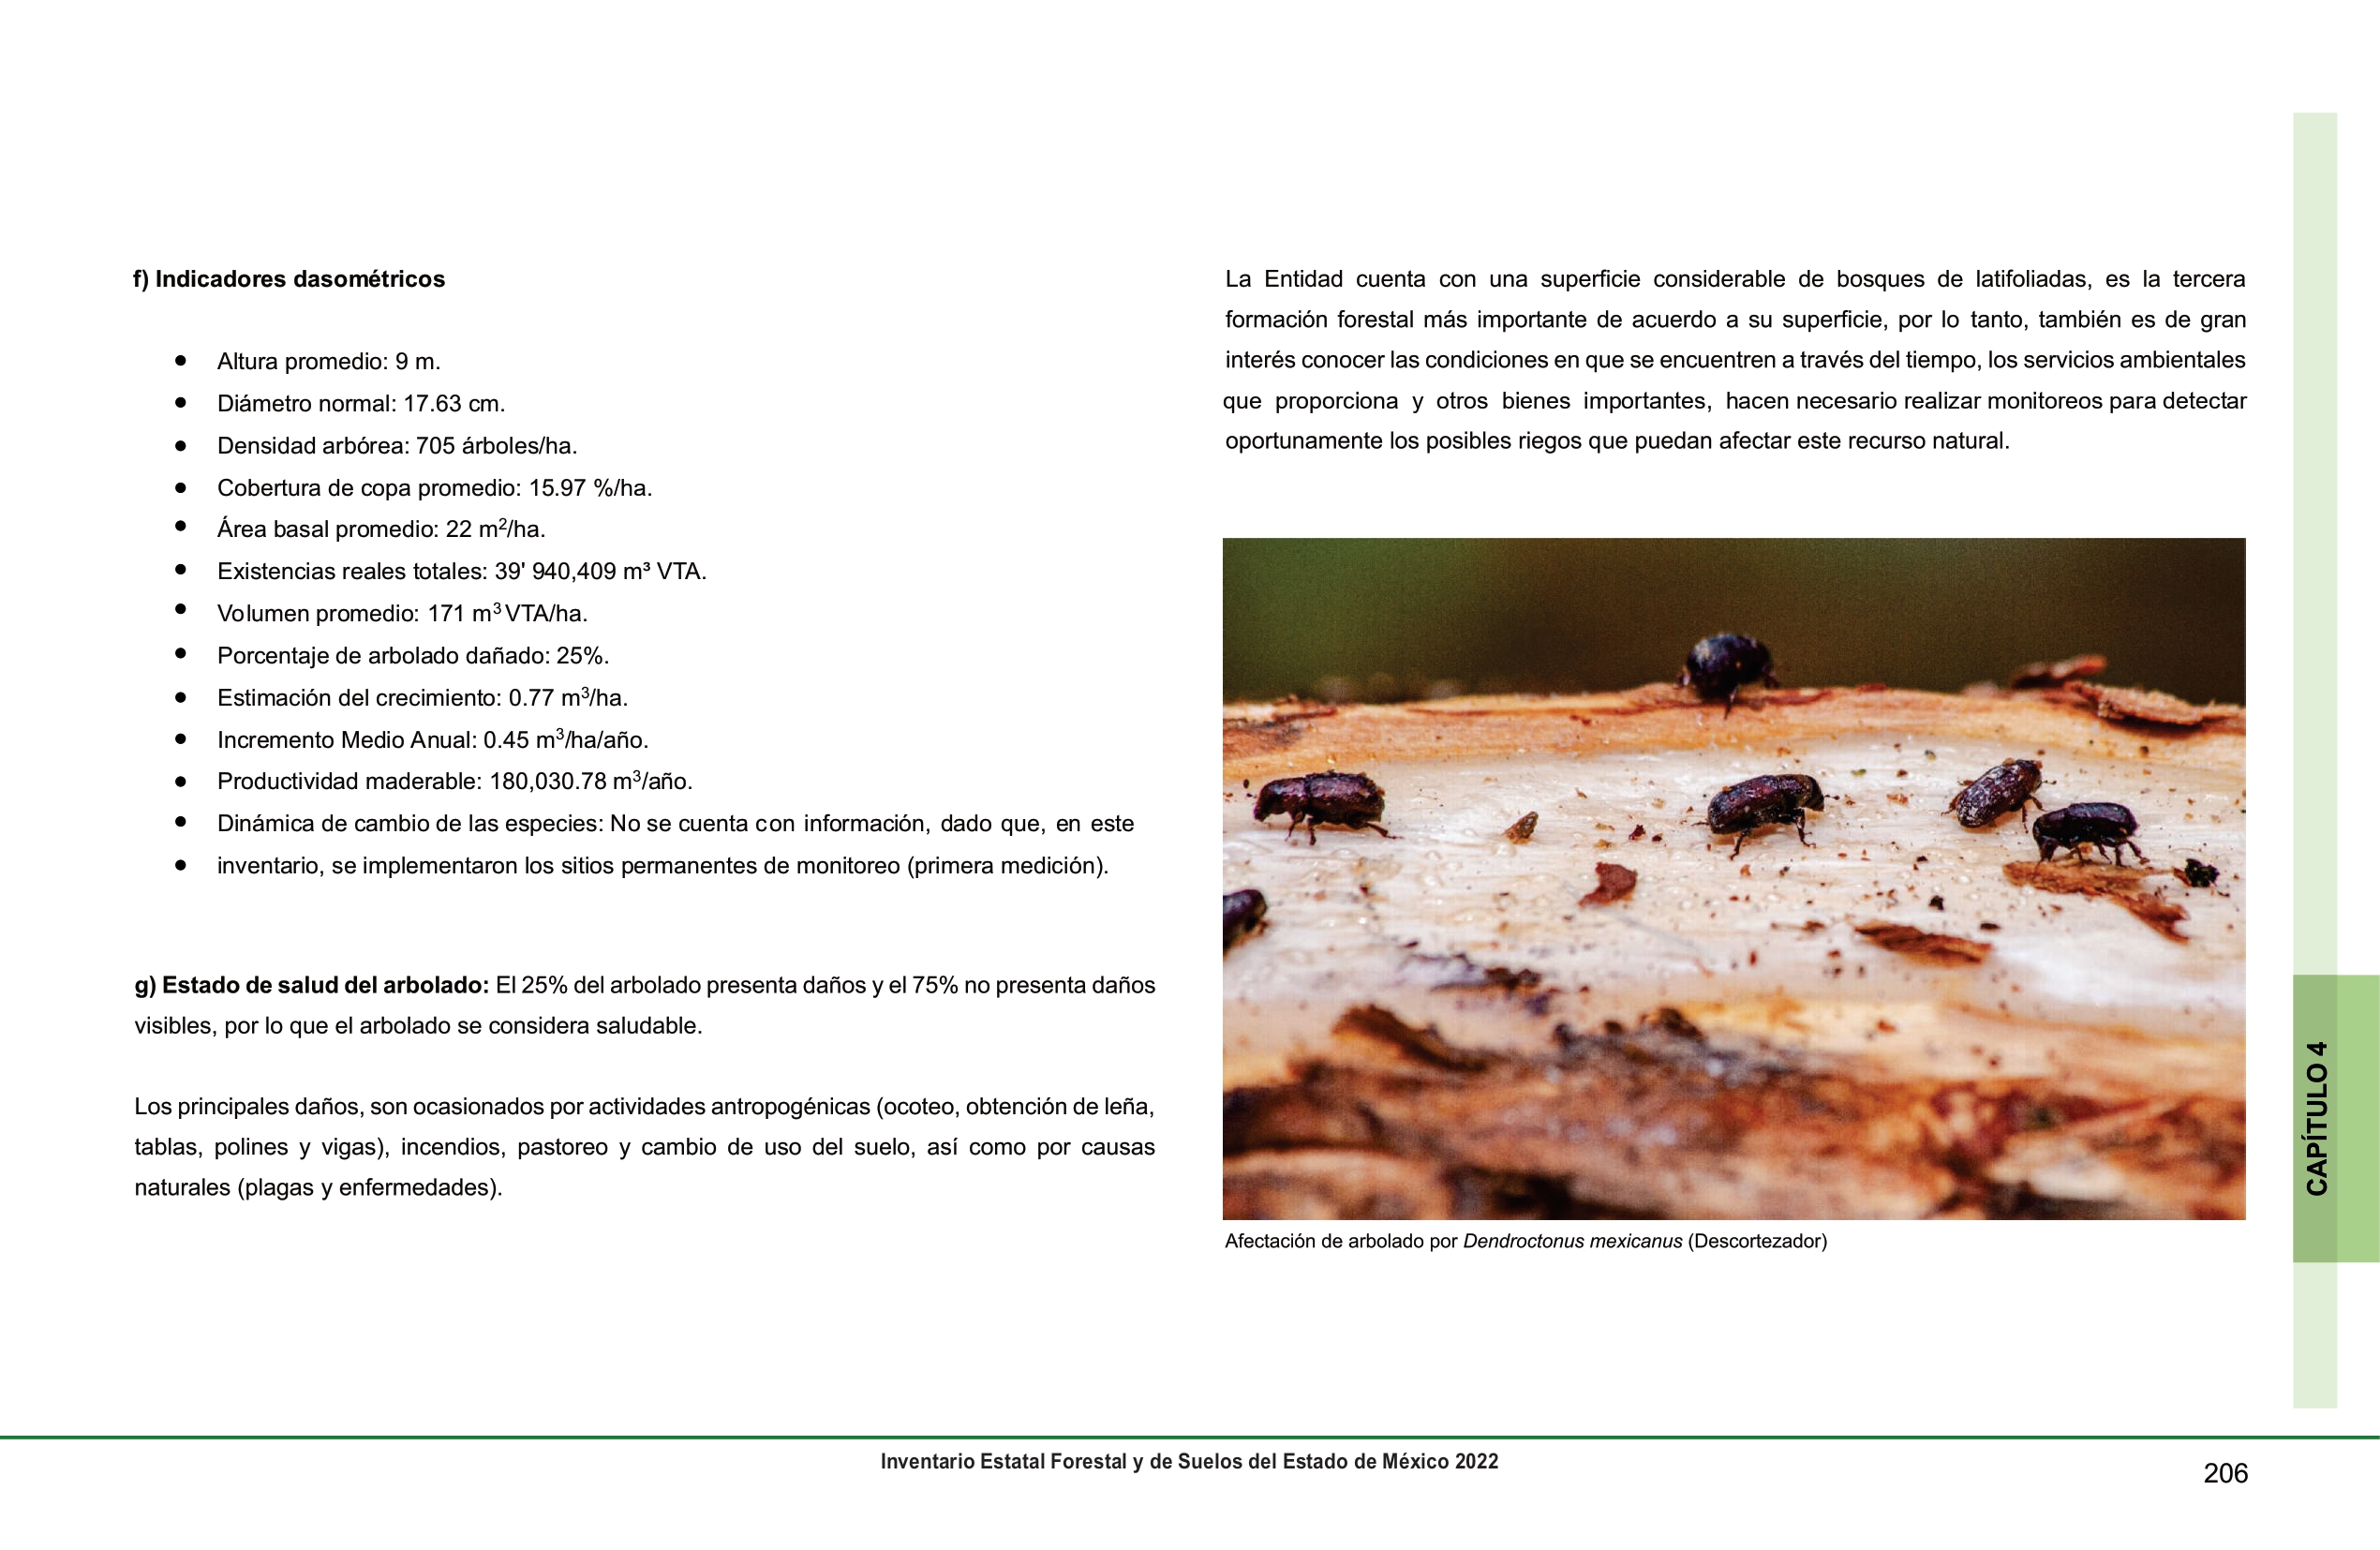 f) Indicadores dasométricos
● Altura promedio: 9 m.
● Diámetro normal: 17.63 cm.
● Densidad arbórea: 705 árboles/ha.
● Cobertura de copa promedio: 15.97 %/ha.
● Área basal promedio: 22 m²/ha.
● Existencias reales totales: 39' 940,409 m³ VTA.
● Volumen promedio: 171 m³ VTA/ha.
● Porcentaje de arbolado dañado: 25%.
● Estimación del crecimiento: 0.77 m³/ha.
● Incremento Medio Anual: 0.45 m³/ha/año.
● Productividad maderable: 180,030.78 m³/año.
● Dinámica de cambio de las especies: No se cuenta con información, dado que, en este
● inventario, se implementaron los sitios permanentes de monitoreo (primera medición).
g) Estado de salud del arbolado: El 25% del arbolado presenta daños y el 75% no presenta daños
visibles, por lo que el arbolado se considera saludable.
Los principales daños, son ocasionados por actividades antropogénicas (ocoteo, obtención de leña,
tablas, polines y vigas), incendios, pastoreo y cambio de uso del suelo, así como por causas
naturales (plagas y enfermedades).
La Entidad cuenta con una superficie considerable de bosques de latifoliadas, es la tercera
formación forestal más importante de acuerdo a su superficie, por lo tanto, también es de gran
interés conocer las condiciones en que se encuentren a través del tiempo, los servicios ambientales
que proporciona y otros bienes importantes, hacen necesario realizar monitoreos para detectar
oportunamente los posibles riegos que puedan afectar este recurso natural.
Afectación de arbolado por Dendroctonus mexicanus (Descortezador)
CAPÍTULO 4
Inventario Estatal Forestal y de Suelos del Estado de México 2022
206